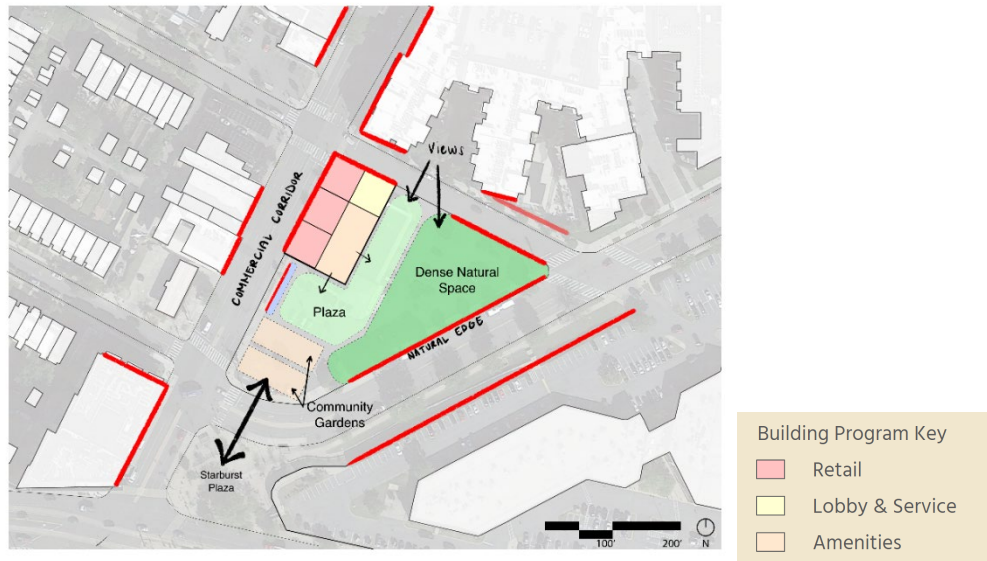 Views
COMMERCIAL CORRIDOR
Dense Natural
Space
Plaza
NATURAL EDGE
Community
Gardens
Starburst
Plaza
100'
200'
N
Building Program Key
Retail
Lobby & Service
Amenities